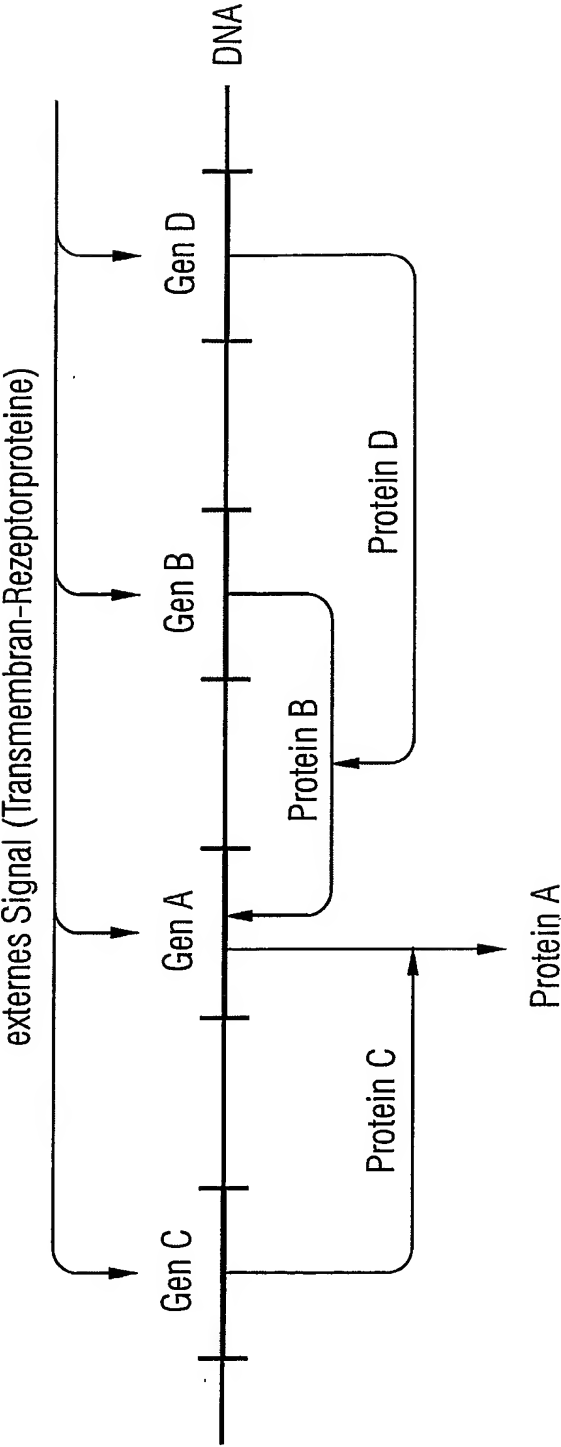 externes Signal (Transmembran-Rezeptorproteine)
Gen C
Gen A
Gen B
Gen D
DNA
Protein B
Protein C
Protein D
Protein A